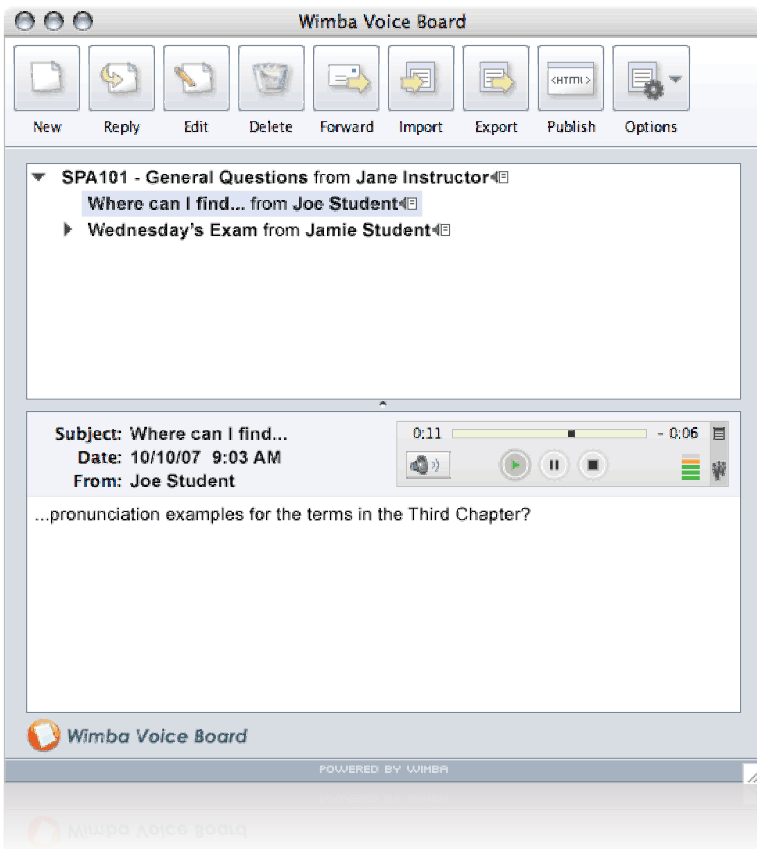 Wimba Voice Board
New Reply Edit Delete Forward Import Export Publish Options
<HTML>
SPA101 - General Questions from Jane Instructor
Where can I find... from Joe Student
Wednesday's Exam from Jamie Student
Subject: Where can I find...
Date: 10/10/07 9:03 AM
From: Joe Student
0:11 - 0:06
...pronunciation examples for the terms in the Third Chapter?
Wimba Voice Board
POWERED BY WIMBA
Wimba Voice Board